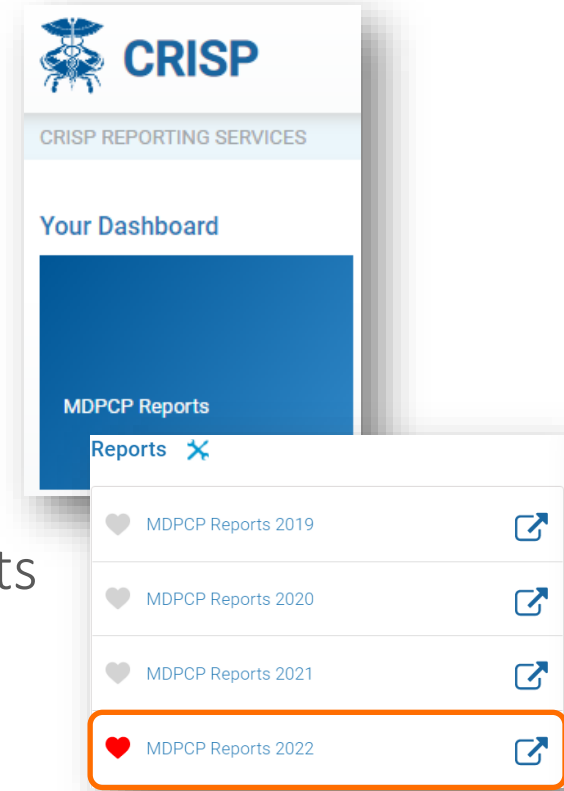 CRISP
CRISP REPORTING SERVICES
Your Dashboard
MDPCP Reports
Reports
MDPCP Reports 2019
ts
MDPCP Reports 2020
MDPCP Reports 2021
MDPCP Reports 2022